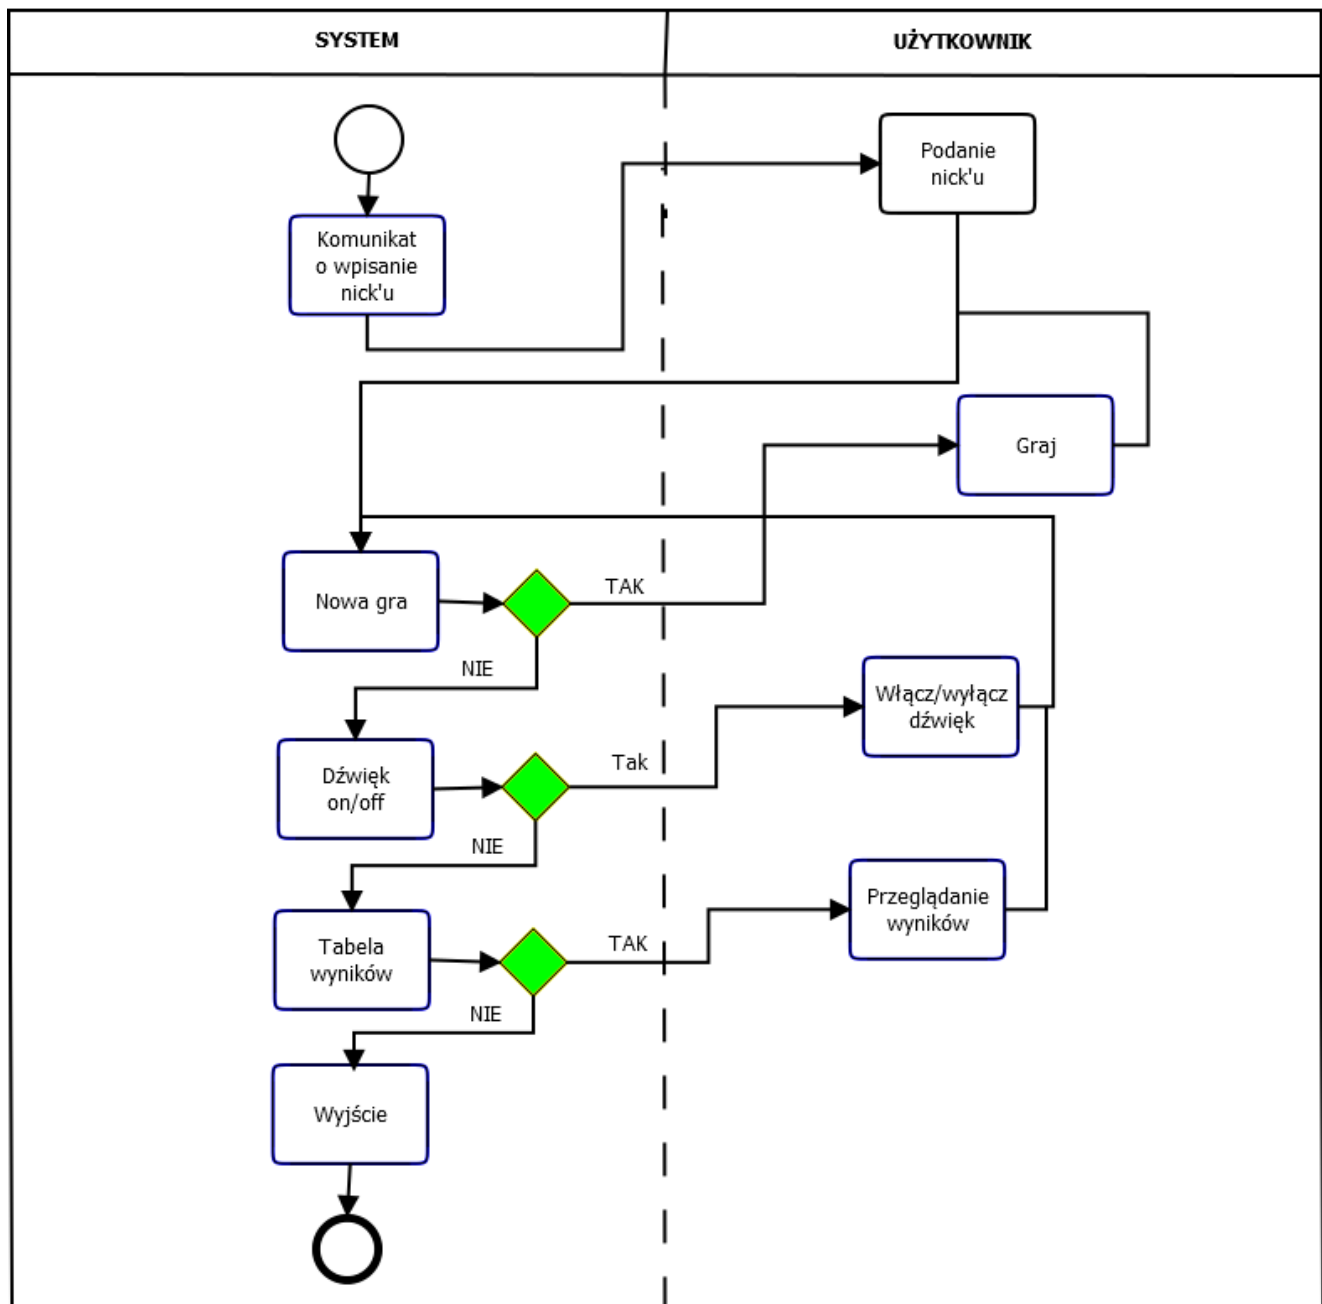 SYSTEM
UŻYTKOWNIK
Podanie
nick'u
Komunikat
o wpisanie
nick'u
Graj
Nowa gra
TAK
NIE
Włącz/wyłącz
dźwięk
Dźwięk
on/off
Tak
NIE
Przeglądanie
wyników
Tabela
wyników
TAK
NIE
Wyjście